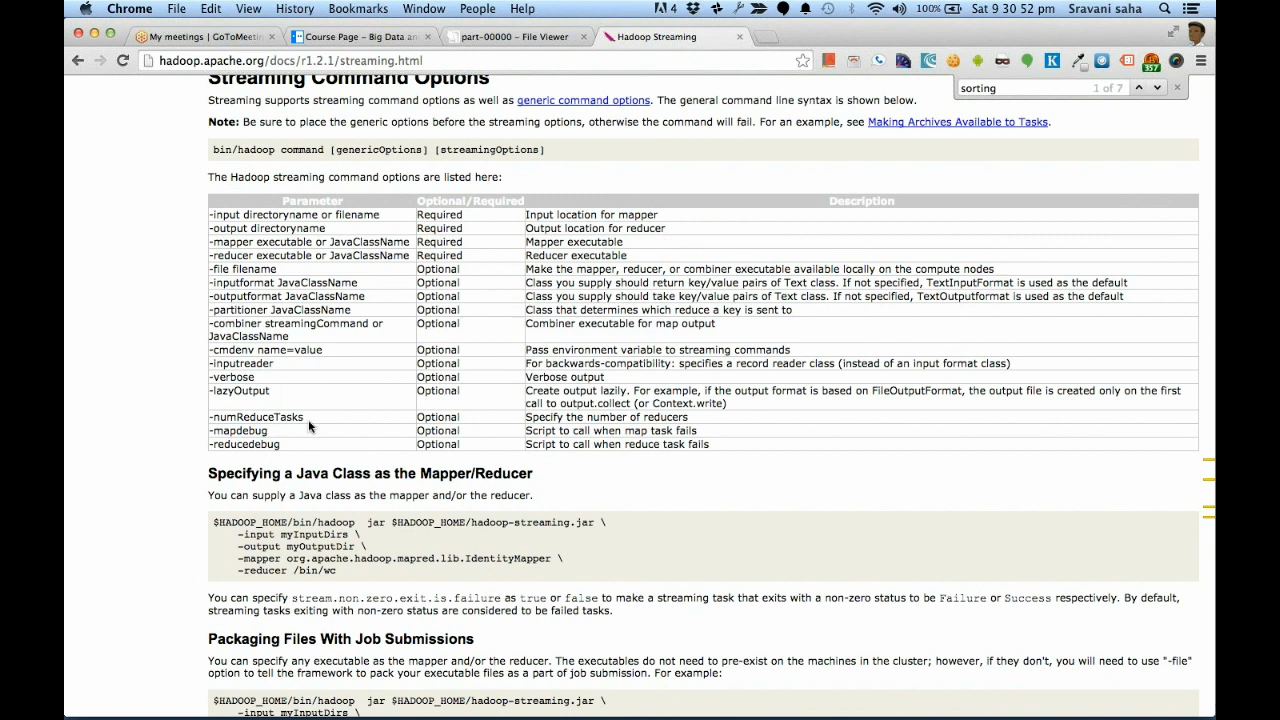 Chrome File Edit View History Bookmarks Window People Help 4 100% Sat 9 30 52 pm Sravani saha
My meetings | GoToMeeti Course Page – Big Data an part-00000 – File Viewer Hadoop Streaming
hadoop.apache.org/docs/r1.2.1/streaming.html 357
sorting 1 of 7
Streaming Command Options
Streaming supports streaming command options as well as generic command options. The general command line syntax is shown below.
Note: Be sure to place the generic options before the streaming options, otherwise the command will fail. For an example, see Making Archives Available to Tasks.
bin/hadoop command [genericOptions] [streamingOptions]
The Hadoop streaming command options are listed here:
Parameter Optional/Required Description
-input directoryname or filename Required Input location for mapper
-output directoryname Required Output location for reducer
-mapper executable or JavaClassName Required Mapper executable
-reducer executable or JavaClassName Required Reducer executable
-file filename Optional Make the mapper, reducer, or combiner executable available locally on the compute nodes
-inputformat JavaClassName Optional Class you supply should return key/value pairs of Text class. If not specified, TextInputFormat is used as the default
-outputformat JavaClassName Optional Class you supply should take key/value pairs of Text class. If not specified, TextOutputformat is used as the default
-partitioner JavaClassName Optional Class that determines which reduce a key is sent to
-combiner streamingCommand or Optional Combiner executable for map output
JavaClassName
-cmdenv name=value Optional Pass environment variable to streaming commands
-inputreader Optional For backwards-compatibility: specifies a record reader class (instead of an input format class)
-verbose Optional Verbose output
-lazyOutput Optional Create output lazily. For example, if the output format is based on FileOutputFormat, the output file is created only on the first
call to output.collect (or Context.write)
-numReduceTasks Optional Specify the number of reducers
-mapdebug Optional Script to call when map task fails
-reducedebug Optional Script to call when reduce task fails
Specifying a Java Class as the Mapper/Reducer
You can supply a Java class as the mapper and/or the reducer.
$HADOOP_HOME/bin/hadoop jar $HADOOP_HOME/hadoop-streaming.jar \
-input myInputDirs \
-output myOutputDir \
-mapper org.apache.hadoop.mapred.lib.IdentityMapper \
-reducer /bin/wc
You can specify stream.non.zero.exit.is.failure as true or false to make a streaming task that exits with a non-zero status to be Failure or Success respectively. By default,
streaming tasks exiting with non-zero status are considered to be failed tasks.
Packaging Files With Job Submissions
You can specify any executable as the mapper and/or the reducer. The executables do not need to pre-exist on the machines in the cluster; however, if they don't, you will need to use "-file"
option to tell the framework to pack your executable files as a part of job submission. For example:
$HADOOP_HOME/bin/hadoop jar $HADOOP_HOME/hadoop-streaming.jar \
-input myInputDirs \